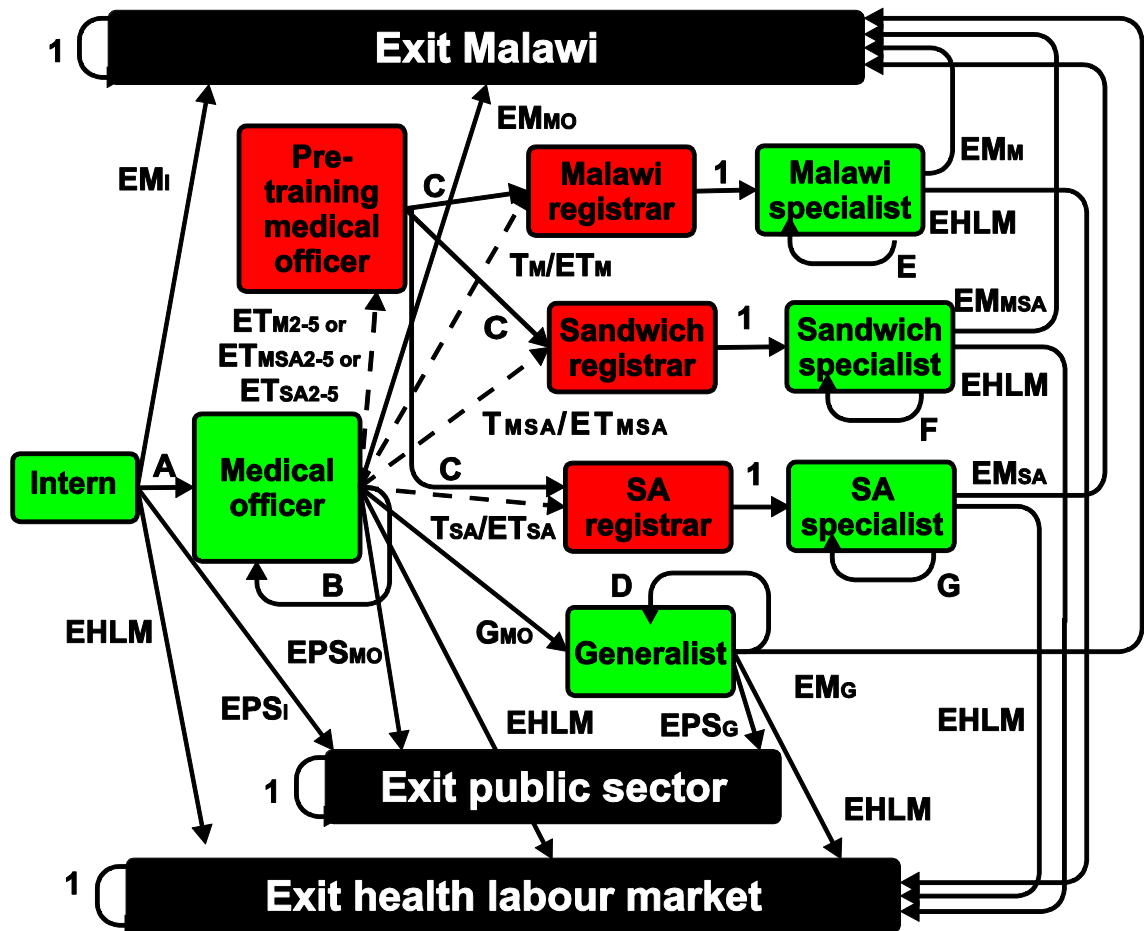 1
Exit Malawi
EMI
EMMO
Pre-
training
medical
officer
C
Malawi
registrar
1
Malawi
specialist
EMM
EHLM
E
TM/ETM
ETM2-5 or
ETMSA2-5 or
ETSA2-5
C
Sandwich
registrar
1
Sandwich
specialist
EMMSA
EHLM
F
TMSA/ETMSA
Intern
A
Medical
officer
B
C
TSA/ETSA
SA
registrar
1
SA
specialist
EMSA
G
D
Generalist
GMO
EHLM
EPSMO
EPSI
EHLM
EMG
EPSG
EHLM
EHLM
1
Exit public sector
1
Exit health labour market